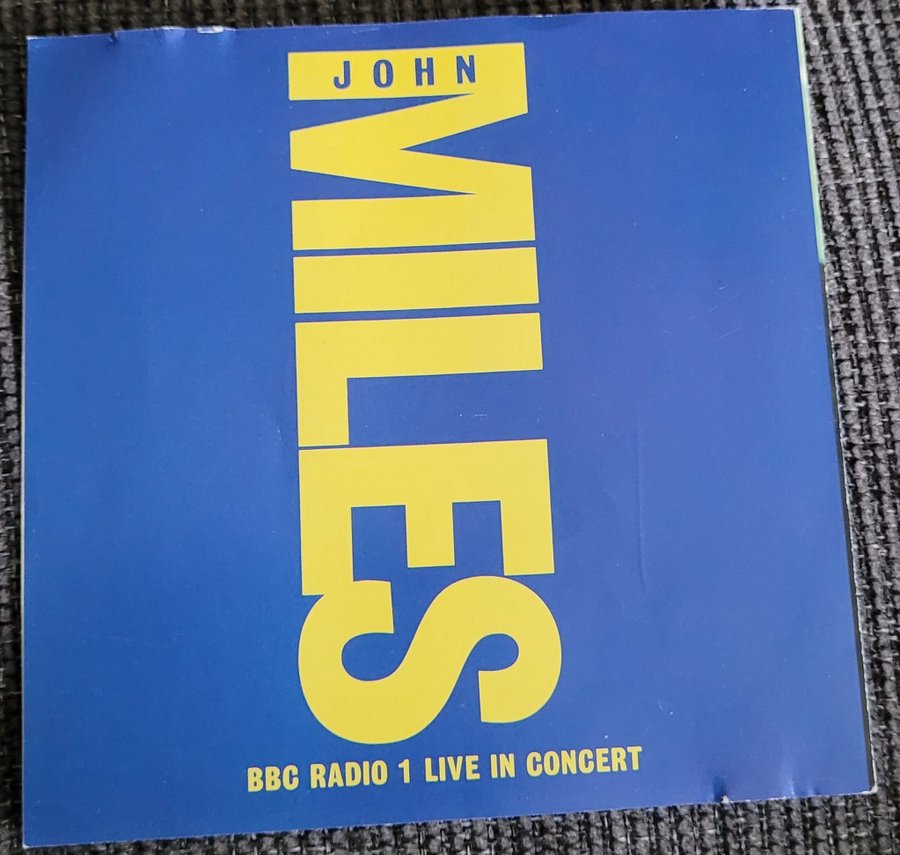 JOHN
MILES
BBC RADIO 1 LIVE IN CONCERT